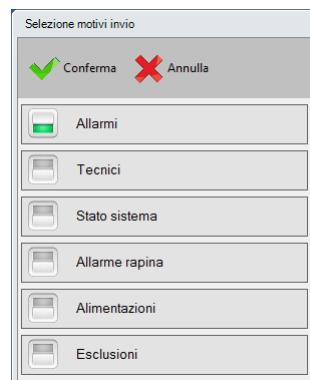 Selezione motivi invio
Conferma Annulla
Allarmi
Tecnici
Stato sistema
Allarme rapina
Alimentazioni
Esclusioni